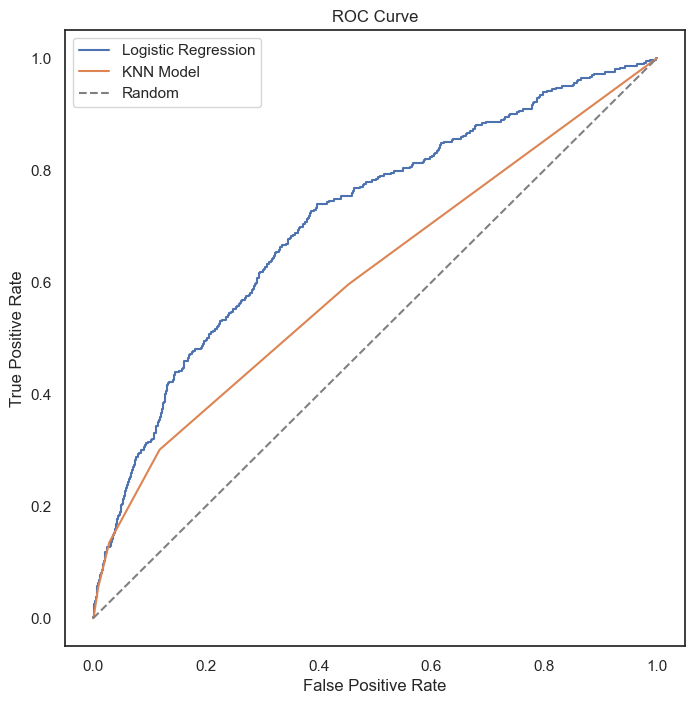 ROC Curve
Logistic Regression
KNN Model
Random
1.0
0.8
0.6
0.4
0.2
0.0
True Positive Rate
0.0 0.2 0.4 0.6 0.8 1.0
False Positive Rate